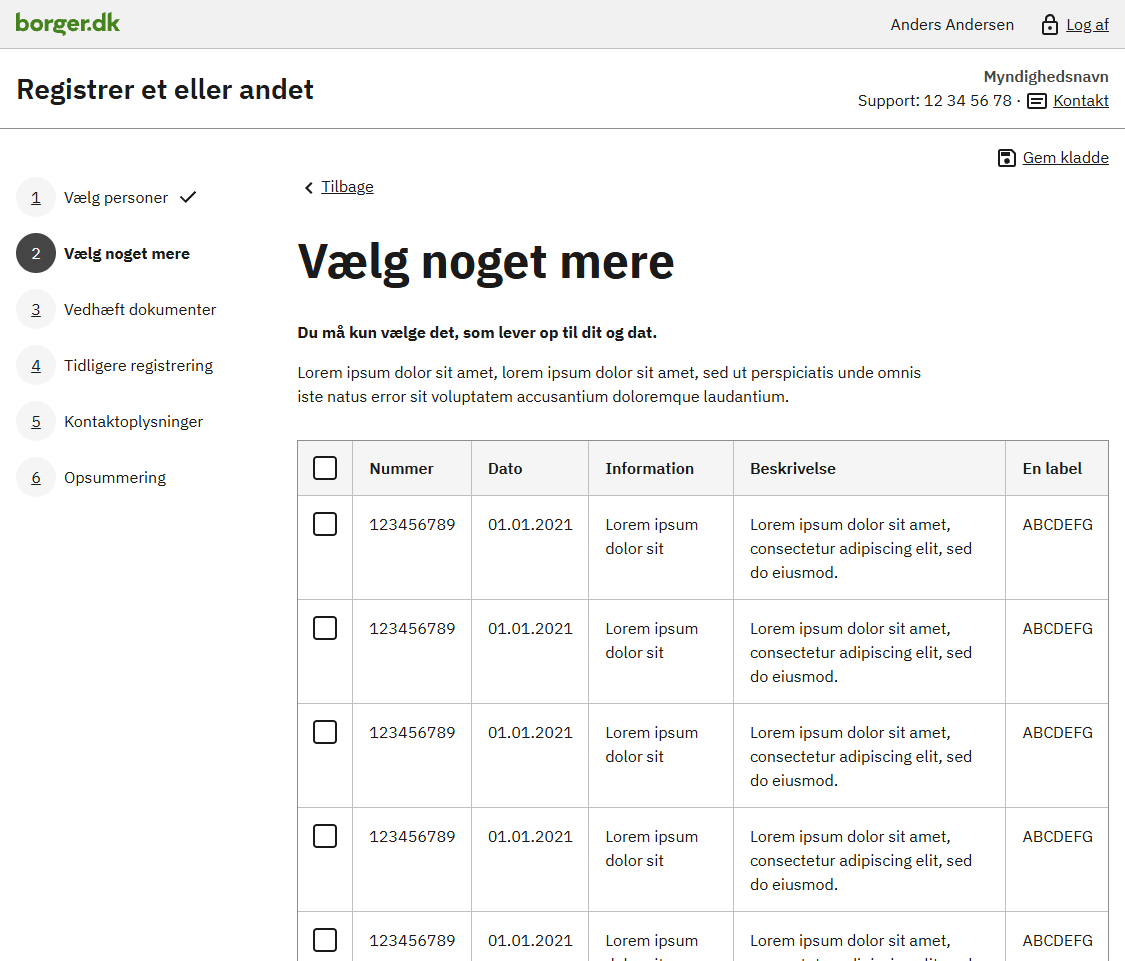 borger.dk
Anders Andersen
Log af
Registrer et eller andet
Myndighedsnavn
Support: 12 34 56 78 · Kontakt
Gem kladde
1 Vælg personer
2 Vælg noget mere
3 Vedhæft dokumenter
4 Tidligere registrering
5 Kontaktoplysninger
6 Opsummering
Tilbage
Vælg noget mere
Du må kun vælge det, som lever op til dit og dat.
Lorem ipsum dolor sit amet, lorem ipsum dolor sit amet, sed ut perspiciatis unde omnis
iste natus error sit voluptatem accusantium doloremque laudantium.
Nummer Dato Information Beskrivelse En label
123456789 01.01.2021 Lorem ipsum Lorem ipsum dolor sit amet, ABCDEFG
dolor sit consectetur adipiscing elit, sed
do eiusmod.
123456789 01.01.2021 Lorem ipsum Lorem ipsum dolor sit amet, ABCDEFG
dolor sit consectetur adipiscing elit, sed
do eiusmod.
123456789 01.01.2021 Lorem ipsum Lorem ipsum dolor sit amet, ABCDEFG
dolor sit consectetur adipiscing elit, sed
do eiusmod.
123456789 01.01.2021 Lorem ipsum Lorem ipsum dolor sit amet, ABCDEFG
dolor sit consectetur adipiscing elit, sed
do eiusmod.
123456789 01.01.2021 Lorem ipsum Lorem ipsum dolor sit amet, ABCDEFG